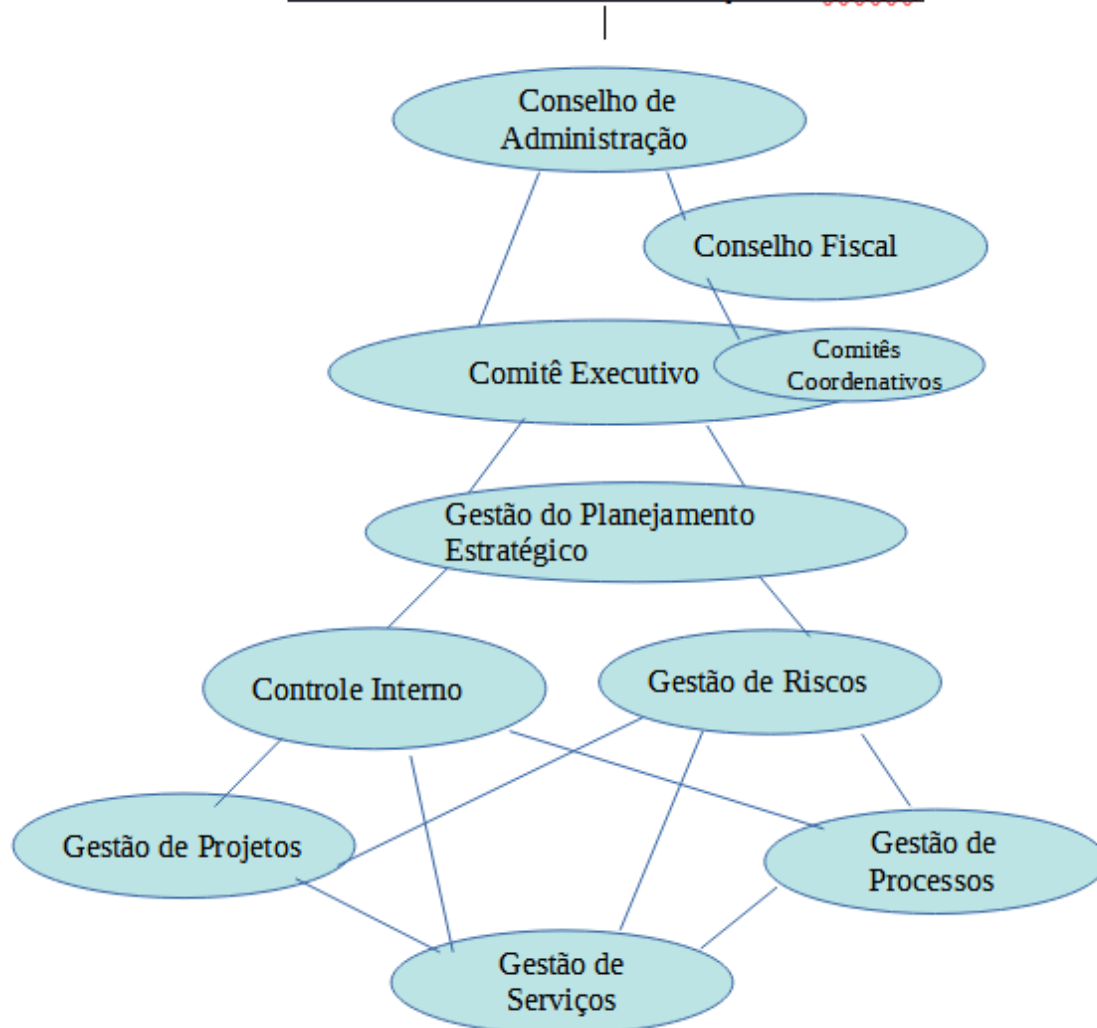 Conselho de
Administração
Conselho Fiscal
Comitê Executivo
Comitês
Coordenativos
Gestão do Planejamento
Estratégico
Controle Interno
Gestão de Riscos
Gestão de Projetos
Gestão de
Processos
Gestão de
Serviços